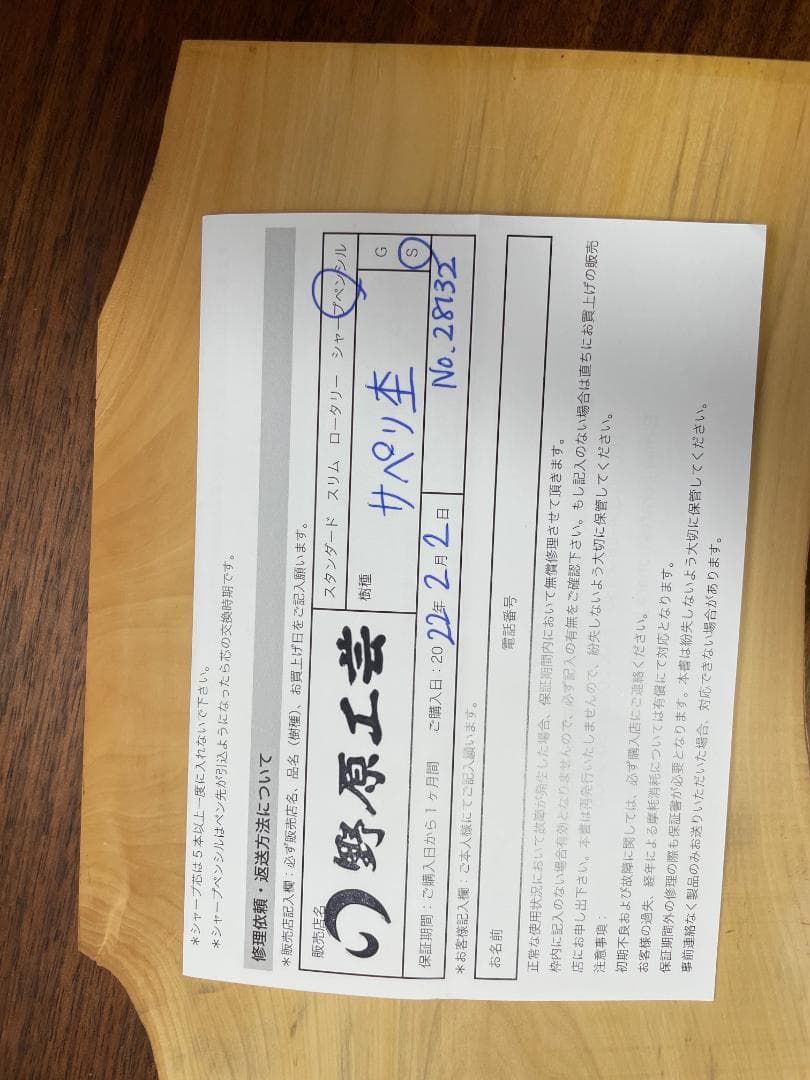 ＊シャープ芯は５本以上一度に入れないで下さい。
＊シャープペンシルはペン先が引込ようになったら芯の交換時期です。
修理依頼・返送方法について
＊販売店記入欄：必ず販売店名、品名（樹種）、お買上げ日をご記入願います。
販売店名
野原工芸
スタンダード スリム ロータリー シャープペンシル
樹種
サペリ杢
G
S
保証期間：ご購入日から１ヶ月間
ご購入日：2022年2月2日
No.28132
＊お客様記入欄：ご本人様にてご記入願います。
お名前
電話番号
正常な使用状況において故障が発生した場合、保証期間内において無償修理させて頂きます。
枠内に記入のない場合有効となりませんので、必ず記入の有無をご確認下さい。もし記入のない場合は直ちにお買上げの販売
店にお申し出下さい。本書は再発行いたしませんので、紛失しないよう大切に保管してください。
注意事項：
初期不良および故障に関しては、必ず購入店にご連絡ください。
お客様の過失、経年による摩耗消耗については有償にて対応となります。
保証期間外の修理の際も保証書が必要となります。本書は紛失しないよう大切に保管してください。
事前連絡なく製品のみお送りいただいた場合、対応できない場合があります。